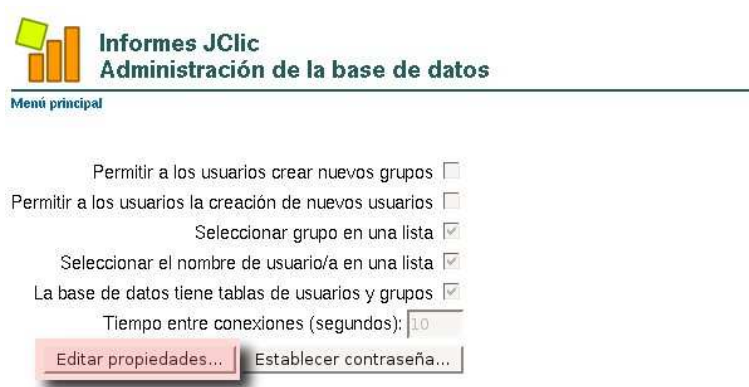 Informes JClic
Administración de la base de datos
Menú principal
Permitir a los usuarios crear nuevos grupos
Permitir a los usuarios la creación de nuevos usuarios
Seleccionar grupo en una lista
Seleccionar el nombre de usuario/a en una lista
La base de datos tiene tablas de usuarios y grupos
Tiempo entre conexiones (segundos): 10
Editar propiedades... Establecer contraseña...